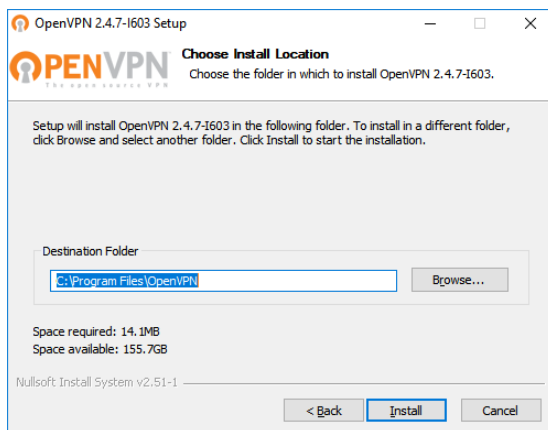 OpenVPN 2.4.7-I603 Setup
OPENVPN
The open source VPN
Choose Install Location
Choose the folder in which to install OpenVPN 2.4.7-I603.
Setup will install OpenVPN 2.4.7-I603 in the following folder. To install in a different folder,
click Browse and select another folder. Click Install to start the installation.
Destination Folder
C:\Program Files\OpenVPN
Browse...
Space required: 14.1MB
Space available: 155.7GB
Nullsoft Install System v2.51-1
< Back
Install
Cancel